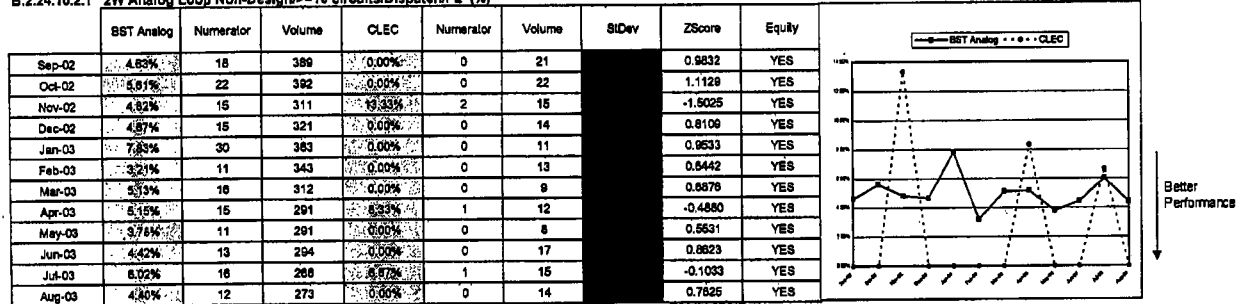 B.2.24.10.2.1 2W Analog Loop Non-Design/>=10 circuits/Dispatch/FL (%)
BST Analog Numerator Volume CLEC Numerator Volume StDev ZScore Equity
Sep-02 4.63% 18 389 0.00% 0 21 0.9832 YES
Oct-02 5.61% 22 392 0.00% 0 22 1.1129 YES
Nov-02 4.82% 15 311 13.33% 2 15 -1.5025 YES
Dec-02 4.67% 15 321 0.00% 0 14 0.8109 YES
Jan-03 7.83% 30 383 0.00% 0 11 0.9533 YES
Feb-03 3.21% 11 343 0.00% 0 13 0.6442 YES
Mar-03 5.13% 16 312 0.00% 0 9 0.6876 YES
Apr-03 5.15% 15 291 8.33% 1 12 -0.4880 YES
May-03 3.78% 11 291 0.00% 0 8 0.5531 YES
Jun-03 4.42% 13 294 0.00% 0 17 0.8623 YES
Jul-03 6.02% 16 266 6.67% 1 15 -0.1033 YES
Aug-03 4.40% 12 273 0.00% 0 14 0.7825 YES
BST Analog CLEC
Better
Performance